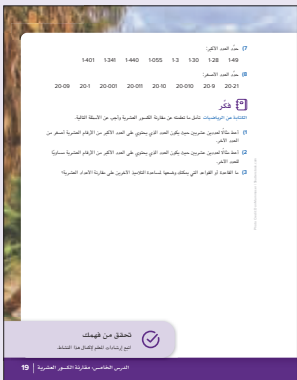 7) حدِّد العدد الأكبر:
1.49 1.28 1.30 1.3 1.055 1.440 1.341 1.401
8) حدِّد العدد الأصغر:
20.21 20.9 20.010 20.10 20.011 20.001 20.1 20.09
فكِّر
الكتابة عن الرياضيات تأمل ما تعلمته عن مقارنة الكسور العشرية وأجب عن الأسئلة التالية.
1) أعط مثالًا لعددين عشريين حيث يكون العدد الذي يحتوي على العدد الأكبر من الأرقام العشرية أصغر من
العدد الآخر.
2) أعط مثالًا لعددين عشريين حيث يكون العدد الذي يحتوي على العدد الأكبر من الأرقام العشرية مساويًا
للعدد الآخر.
3) ما القاعدة أو القواعد التي يمكنك وضعها لمساعدة التلاميذ الآخرين على مقارنة الأعداد العشرية؟
تحقق من فهمك
اتبع إرشادات المعلم لإكمال هذا النشاط.
الدرس الخامس: مقارنة الكسور العشرية 19